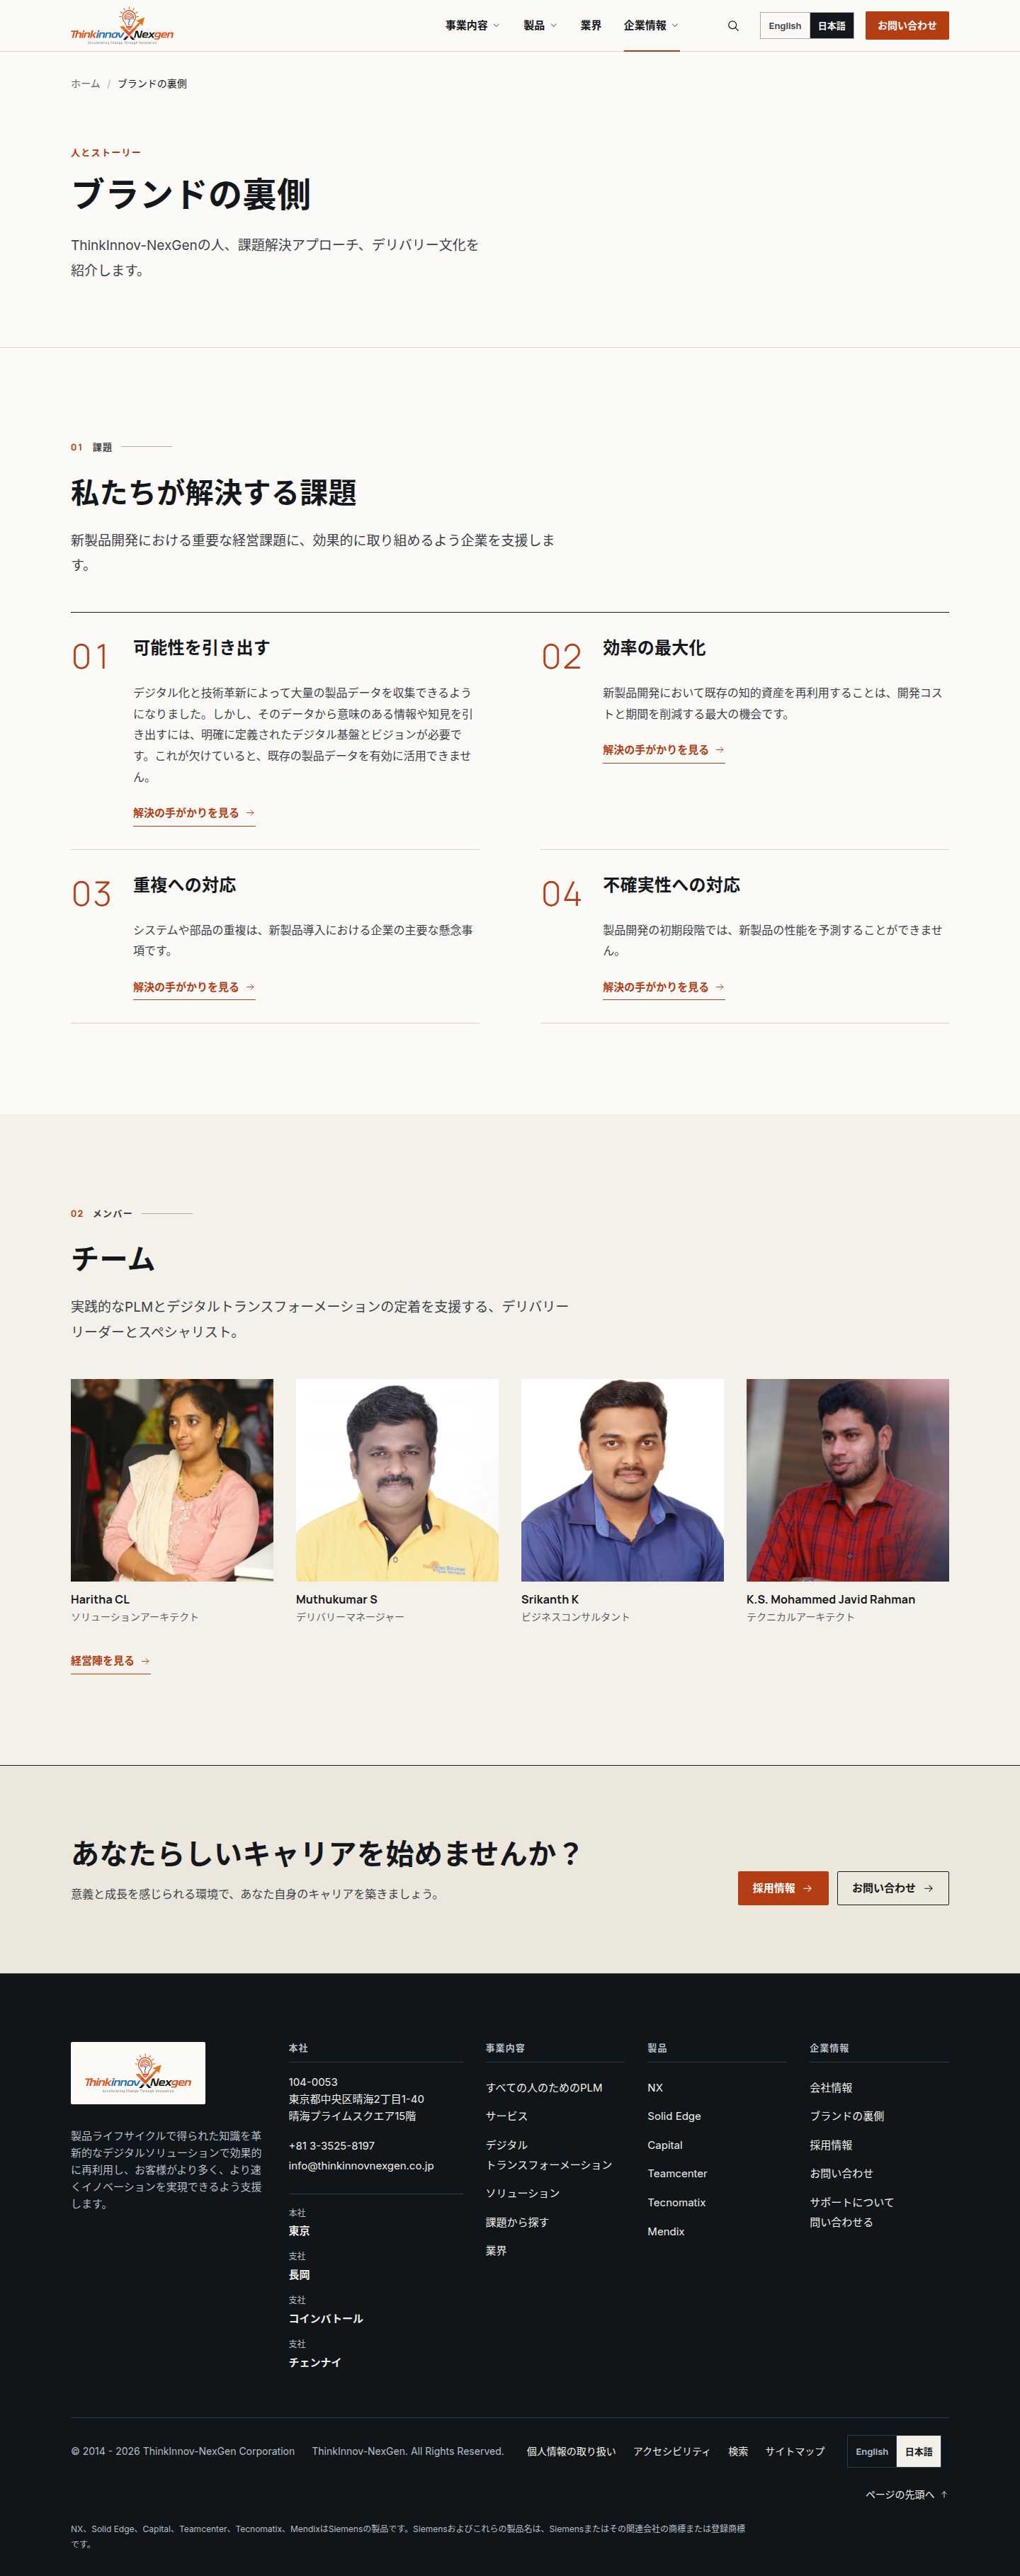 Thinkinnov Nexgen
Accelerating Change Through Innovation
事業内容
製品
業界
企業情報
English
日本語
お問い合わせ
ホーム / ブランドの裏側
人とストーリー
ブランドの裏側
ThinkInnov-NexGenの人、課題解決アプローチ、デリバリー文化を
紹介します。
01 課題
私たちが解決する課題
新製品開発における重要な経営課題に、効果的に取り組めるよう企業を支援しま
す。
01
可能性を引き出す
デジタル化と技術革新によって大量の製品データを収集できるよう
になりました。しかし、そのデータから意味のある情報や知見を引
き出すには、明確に定義されたデジタル基盤とビジョンが必要で
す。これが欠けていると、既存の製品データを有効に活用できませ
ん。
解決の手がかりを見る →
02
効率の最大化
新製品開発において既存の知的資産を再利用することは、開発コス
トと期間を削減する最大の機会です。
解決の手がかりを見る →
03
重複への対応
システムや部品の重複は、新製品導入における企業の主要な懸念事
項です。
解決の手がかりを見る →
04
不確実性への対応
製品開発の初期段階では、新製品の性能を予測することができませ
ん。
解決の手がかりを見る →
02 メンバー
チーム
実践的なPLMとデジタルトランスフォーメーションの定着を支援する、デリバリー
リーダーとスペシャリスト。
Haritha CL
ソリューションアーキテクト
Muthukumar S
デリバリーマネージャー
Srikanth K
ビジネスコンサルタント
K.S. Mohammed Javid Rahman
テクニカルアーキテクト
経営陣を見る →
あなたらしいキャリアを始めませんか？
意義と成長を感じられる環境で、あなた自身のキャリアを築きましょう。
採用情報 →
お問い合わせ →
Thinkinnov Nexgen
Accelerating Change Through Innovation
製品ライフサイクルで得られた知識を革
新的なデジタルソリューションで効果的
に再利用し、お客様がより多く、より速
くイノベーションを実現できるよう支援
します。
本社
104-0053
東京都中央区晴海2丁目1-40
晴海プライムスクエア15階
+81 3-3525-8197
info@thinkinnovnexgen.co.jp
本社
東京
支社
長岡
支社
コインバトール
支社
チェンナイ
事業内容
すべての人のためのPLM
サービス
デジタル
トランスフォーメーション
ソリューション
課題から探す
業界
製品
NX
Solid Edge
Capital
Teamcenter
Tecnomatix
Mendix
企業情報
会社情報
ブランドの裏側
採用情報
お問い合わせ
サポートについて
問い合わせる
© 2014 - 2026 ThinkInnov-NexGen Corporation
ThinkInnov-NexGen. All Rights Reserved.
個人情報の取り扱い
アクセシビリティ
検索
サイトマップ
English
日本語
ページの先頭へ ↑
NX、Solid Edge、Capital、Teamcenter、Tecnomatix、MendixはSiemensの製品です。Siemensおよびこれらの製品名は、Siemensまたはその関連会社の商標または登録商標
です。